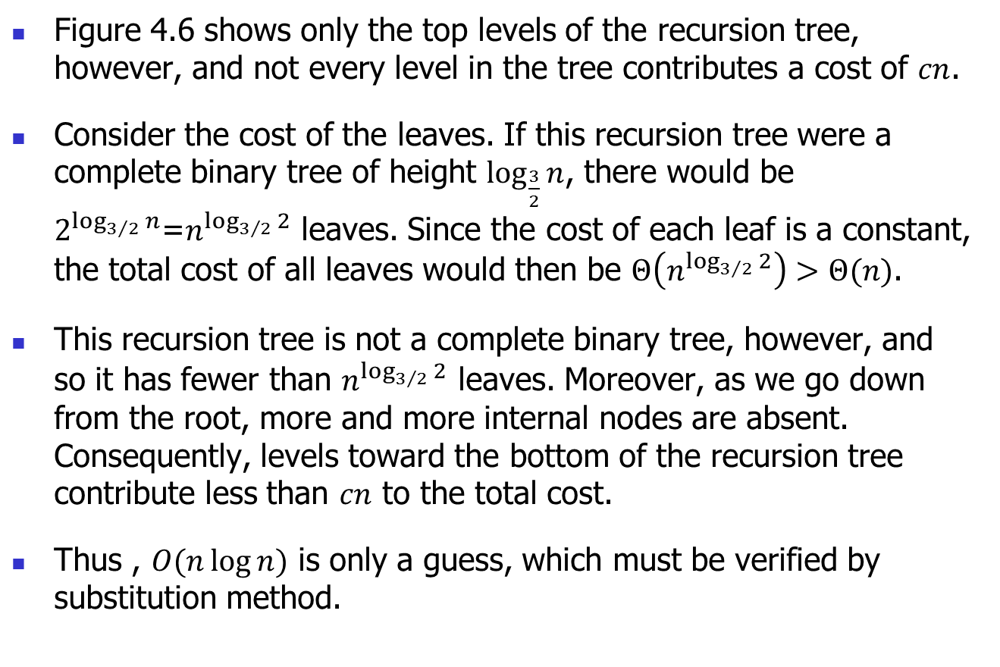 ▪ Figure 4.6 shows only the top levels of the recursion tree,
however, and not every level in the tree contributes a cost of cn.
▪ Consider the cost of the leaves. If this recursion tree were a
complete binary tree of height log_{3/2} n, there would be
2^{log_{3/2} n}=n^{log_{3/2} 2} leaves. Since the cost of each leaf is a constant,
the total cost of all leaves would then be Θ(n^{log_{3/2} 2}) > Θ(n).
▪ This recursion tree is not a complete binary tree, however, and
so it has fewer than n^{log_{3/2} 2} leaves. Moreover, as we go down
from the root, more and more internal nodes are absent.
Consequently, levels toward the bottom of the recursion tree
contribute less than cn to the total cost.
▪ Thus , O(n log n) is only a guess, which must be verified by
substitution method.